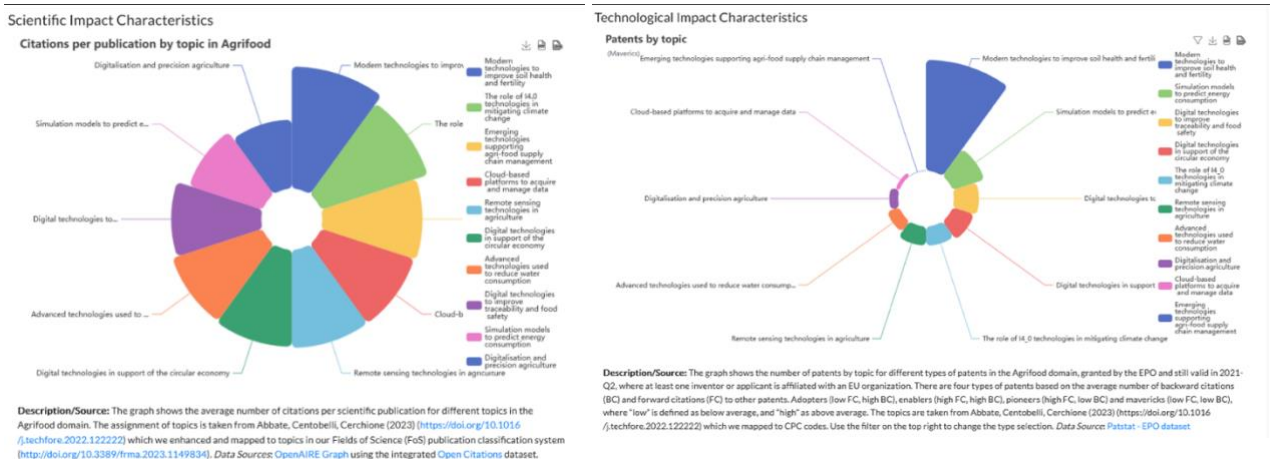 Scientific Impact Characteristics
Citations per publication by topic in Agrifood
Digitalisation and precision agriculture
Modern technologies to improv
Simulation models to predict e...
The role
Digital technologies to...
Advanced technologies used to ...
Cloud-b
Digital technologies in support of the circular economy
Remote sensing technologies in agriculture
Modern
technologies to
improve soil health
and fertility
The role of I4.0
technologies in
mitigating climate
change
Emerging
technologies
supporting
agri-food supply
chain management
Cloud-based
platforms to acquire
and manage data
Remote sensing
technologies in
agriculture
Digital technologies
in support of the
circular economy
Advanced
technologies used
to reduce water
consumption
Digital technologies
to improve
traceability and food
safety
Simulation models
to predict energy
consumption
Digitalisation and
precision agriculture
Description/Source: The graph shows the average number of citations per scientific publication for different topics in the
Agrifood domain. The assignment of topics is taken from Abbate, Centobelli, Cerchione (2023) (https://doi.org/10.1016
/j.techfore.2022.122222) which we enhanced and mapped to topics in our Fields of Science (FoS) publication classification system
(http://doi.org/10.3389/frma.2023.1149834). Data Sources: OpenAIRE Graph using the integrated Open Citations dataset.
Technological Impact Characteristics
Patents by topic
(Maverics)
Emerging technologies supporting agri-food supply chain management
Modern technologies to improve soil health and fertili
Cloud-based platforms to acquire and manage data
Simulation models to predict e
Digitalisation and precision agriculture
Digital technologies tc
Advanced technologies used to reduce water consump...
Digital technologies in support
Remote sensing technologies in agriculture
The role of I4_0 technologies in mitigating climate change
Modern
technologies to
improve soil health
and fertility
Simulation models
to predict energy
consumption
Digital technologies
to improve
traceability and food
safety
Digital technologies
in support of the
circular economy
The role of I4_0
technologies in
mitigating climate
change
Remote sensing
technologies in
agriculture
Advanced
technologies used
to reduce water
consumption
Digitalisation and
precision agriculture
Cloud-based
platforms to acquire
and manage data
Emerging
technologies
supporting
agri-food supply
chain management
Description/Source: The graph shows the number of patents by topic for different types of patents in the Agrifood domain, granted by the EPO and still valid in 2021-
Q2, where at least one inventor or applicant is affiliated with an EU organization. There are four types of patents based on the average number of backward citations
(BC) and forward citations (FC) to other patents. Adopters (low FC, high BC), enablers (high FC, high BC), pioneers (high FC, low BC) and mavericks (low FC, low BC),
where "low" is defined as below average, and "high" as above average. The topics are taken from Abbate, Centobelli, Cerchione (2023) (https://doi.org/10.1016
/j.techfore.2022.122222) which we mapped to CPC codes. Use the filter on the top right to change the type selection. Data Source: Patstat - EPO dataset